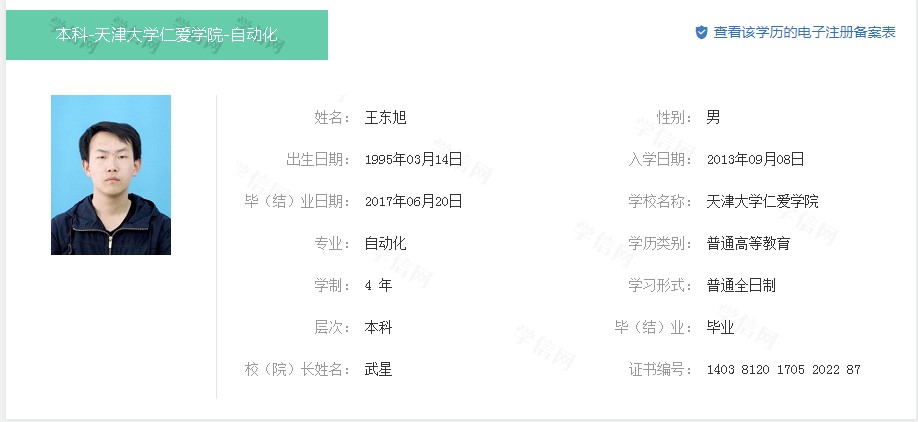 本科-天津大学仁爱学院-自动化
查看该学历的电子注册备案表
姓名： 王东旭 性别： 男
出生日期： 1995年03月14日 入学日期： 2013年09月08日
毕（结）业日期： 2017年06月20日 学校名称： 天津大学仁爱学院
专业： 自动化 学历类别： 普通高等教育
学制： 4 年 学习形式： 普通全日制
层次： 本科 毕（结）业： 毕业
校（院）长姓名： 武星 证书编号： 1403 8120 1705 2022 87
学信网
学信网
学信网
学信网
学信网
学信网
学信网
学信网